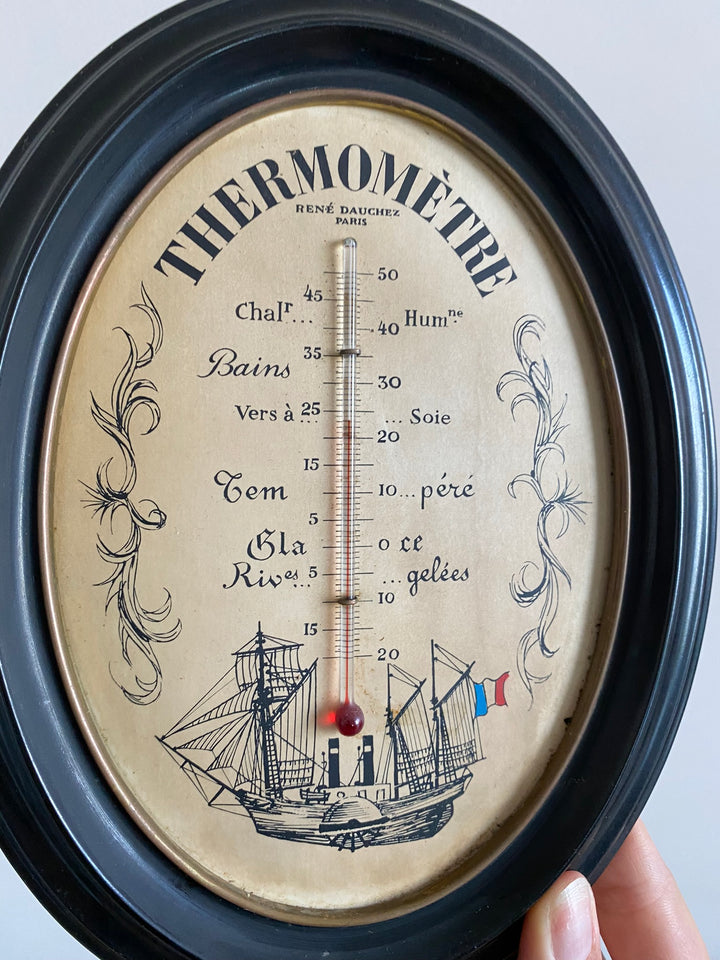 THERMOMÈTRE
RENÉ DAUCHEZ
PARIS
50
45
Chalr... 40 Humne.
35
Bains 30
Vers à 25... ...Soie
20
15
Tem 10...péré
5
Gla 0 ce
Rives... 5 ...gelées
10
15
20